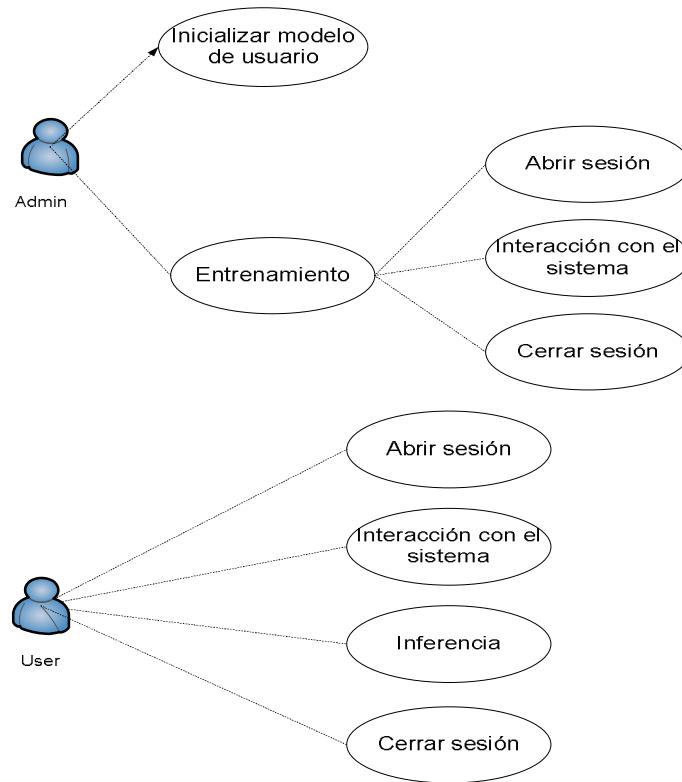 Inicializar modelo
de usuario
Admin
Abrir sesión
Interacción con el
sistema
Entrenamiento
Cerrar sesión
Abrir sesión
Interacción con el
sistema
User
Inferencia
Cerrar sesión